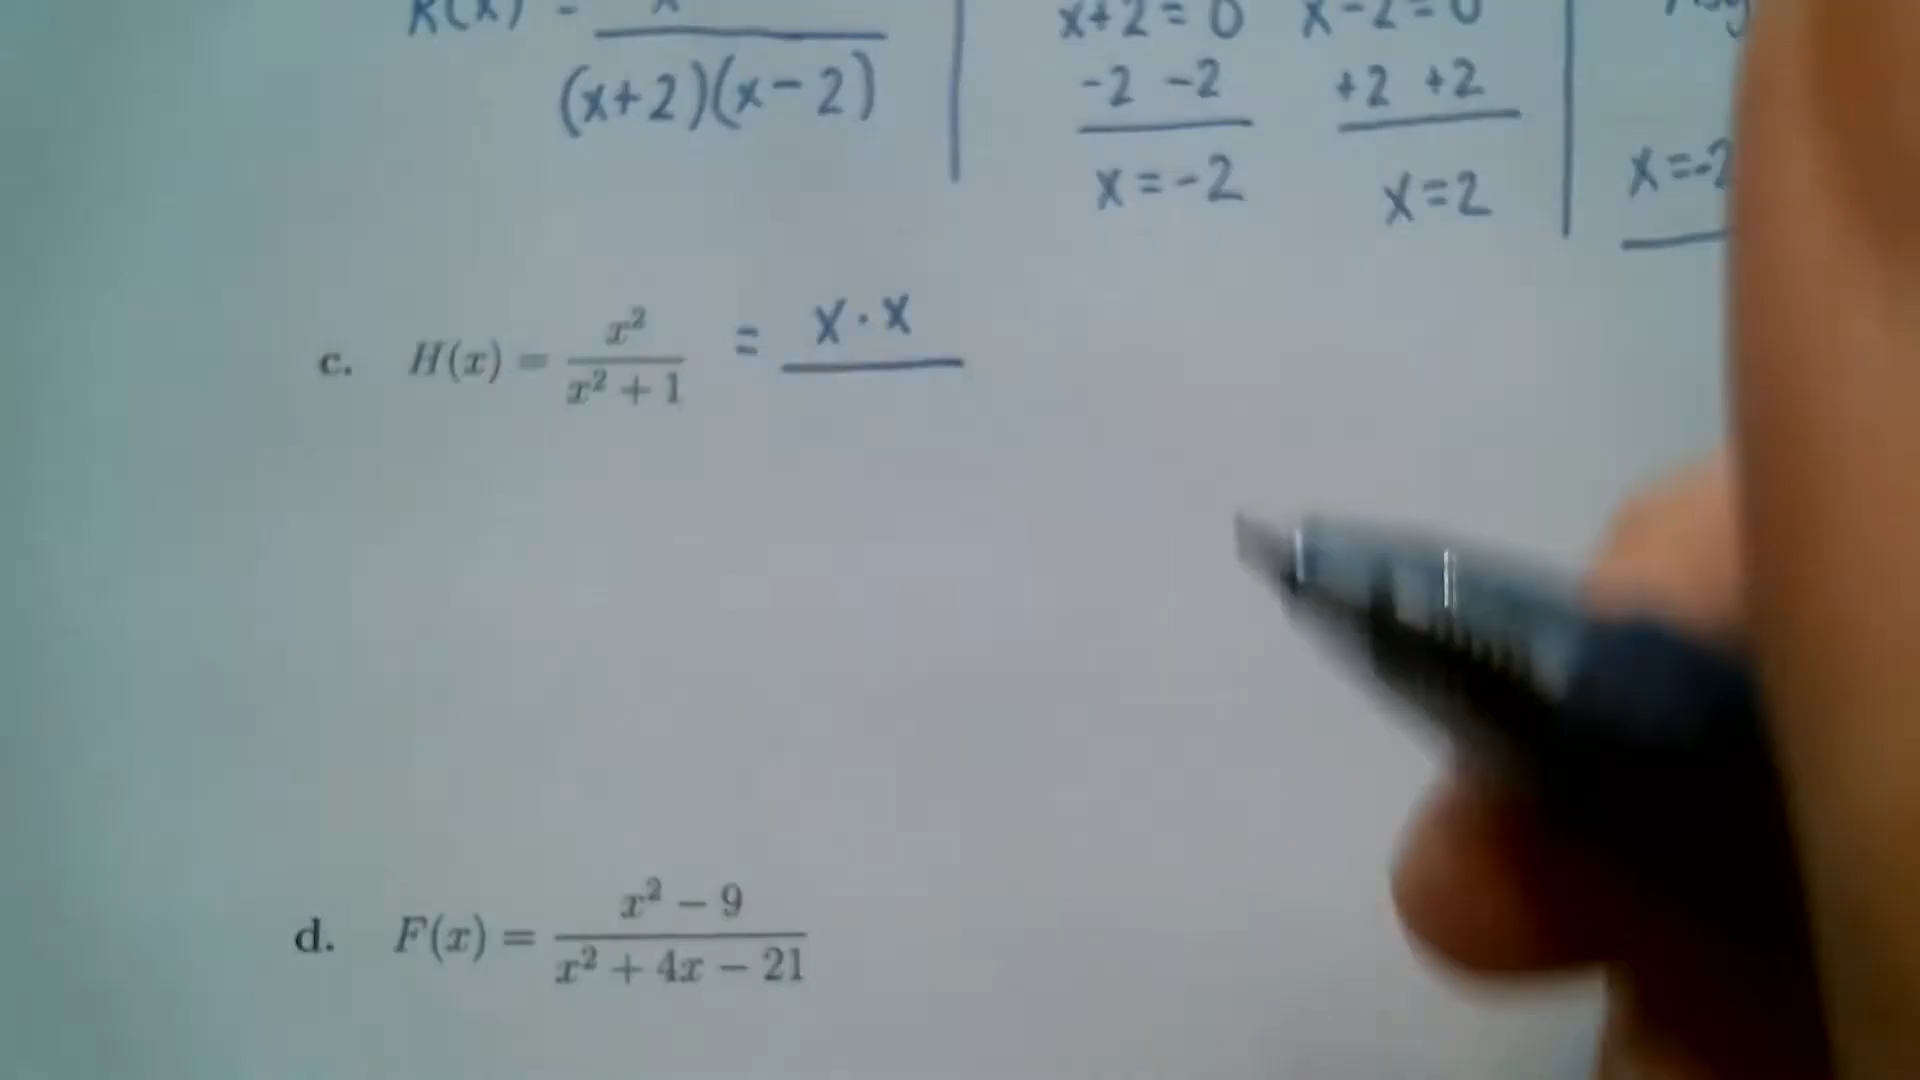 R(x) = x / (x+2)(x-2)
x+2=0 x-2=0
-2 -2 +2 +2
x=-2 x=2
x=-2
c. H(x) = x² / x² + 1 = x·x
d. F(x) = x² − 9 / x² + 4x − 21